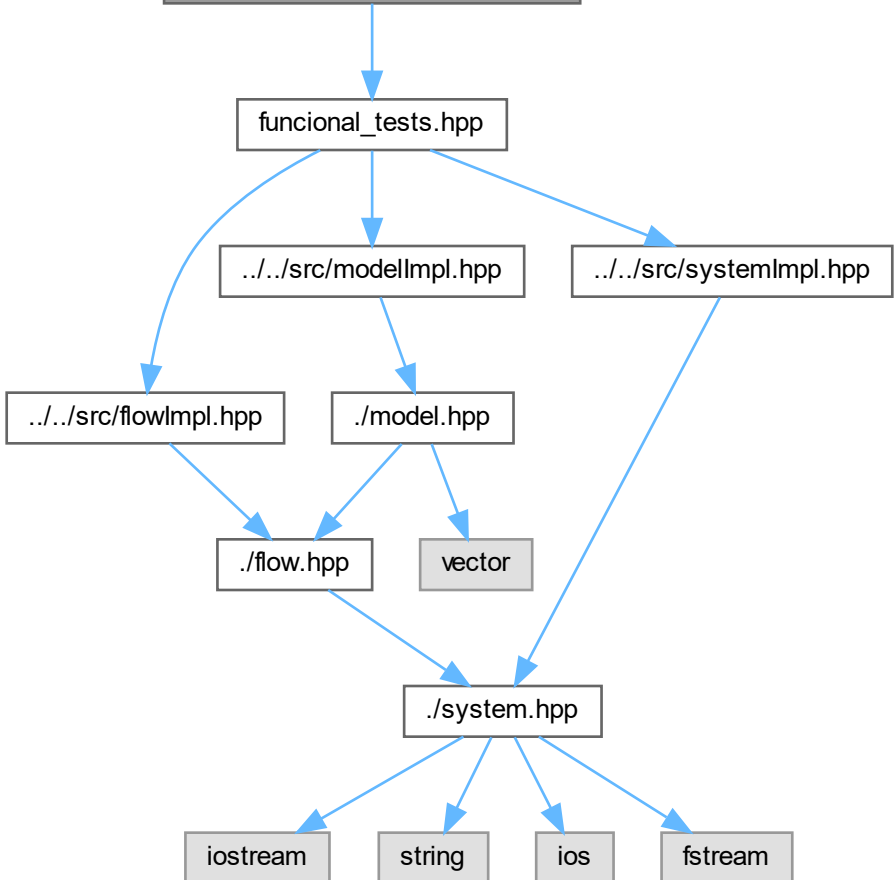 funcional_tests.hpp
../../src/modelImpl.hpp
../../src/systemImpl.hpp
../../src/flowImpl.hpp
./model.hpp
./flow.hpp
vector
./system.hpp
iostream
string
ios
fstream